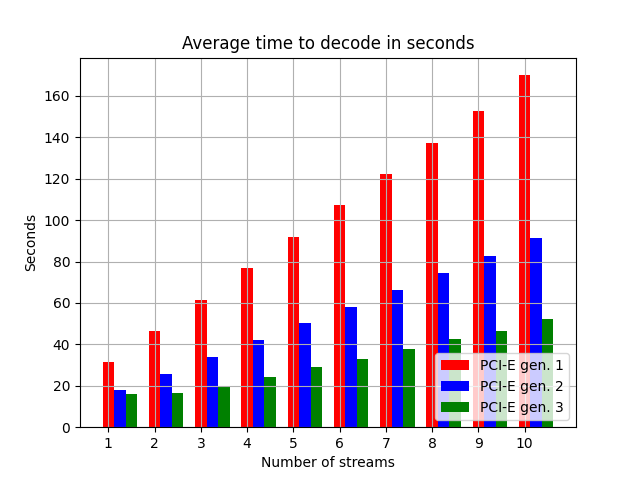 Average time to decode in seconds
Seconds
160
140
120
100
80
60
40
20
0
PCI-E gen. 1
PCI-E gen. 2
PCI-E gen. 3
1 2 3 4 5 6 7 8 9 10
Number of streams